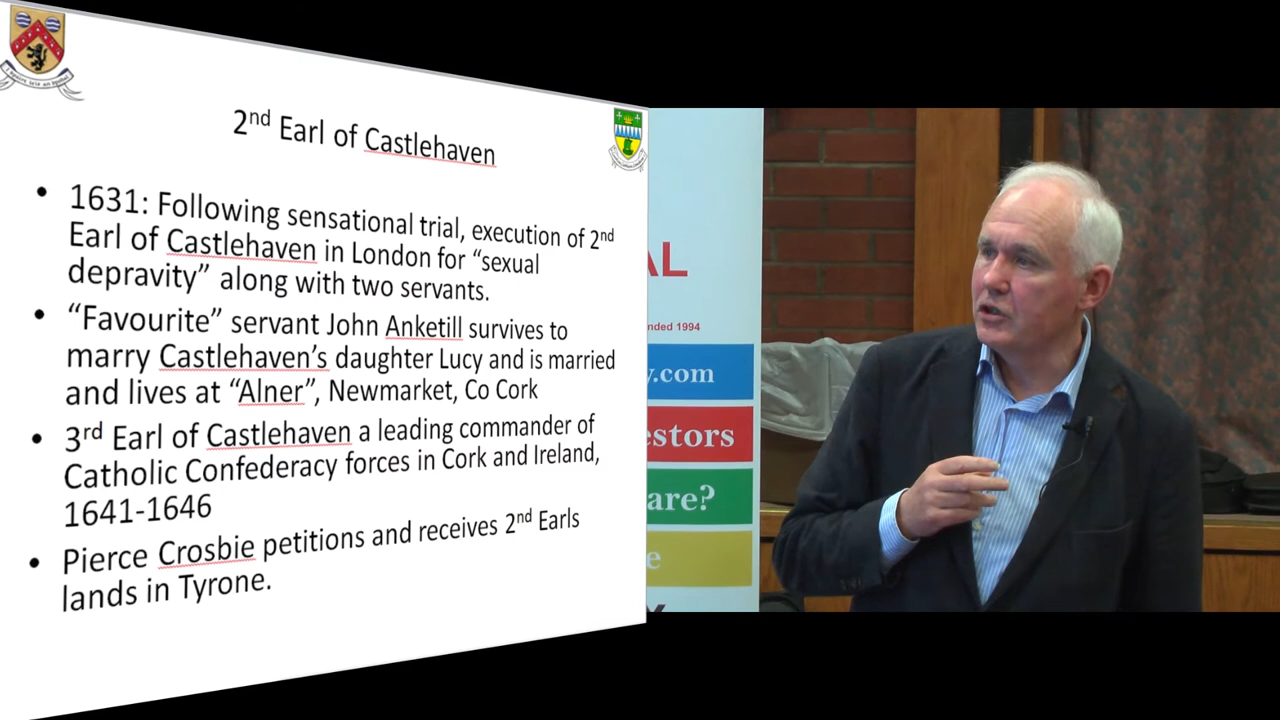 2nd Earl of Castlehaven
• 1631: Following sensational trial, execution of 2nd
Earl of Castlehaven in London for “sexual
depravity” along with two servants.
• “Favourite” servant John Anketill survives to
marry Castlehaven’s daughter Lucy and is married
and lives at “Alner”, Newmarket, Co Cork
• 3rd Earl of Castlehaven a leading commander of
Catholic Confederacy forces in Cork and Ireland,
1641-1646
• Pierce Crosbie petitions and receives 2nd Earls
lands in Tyrone.
AL
nded 1994
y.com
estors
are?
e